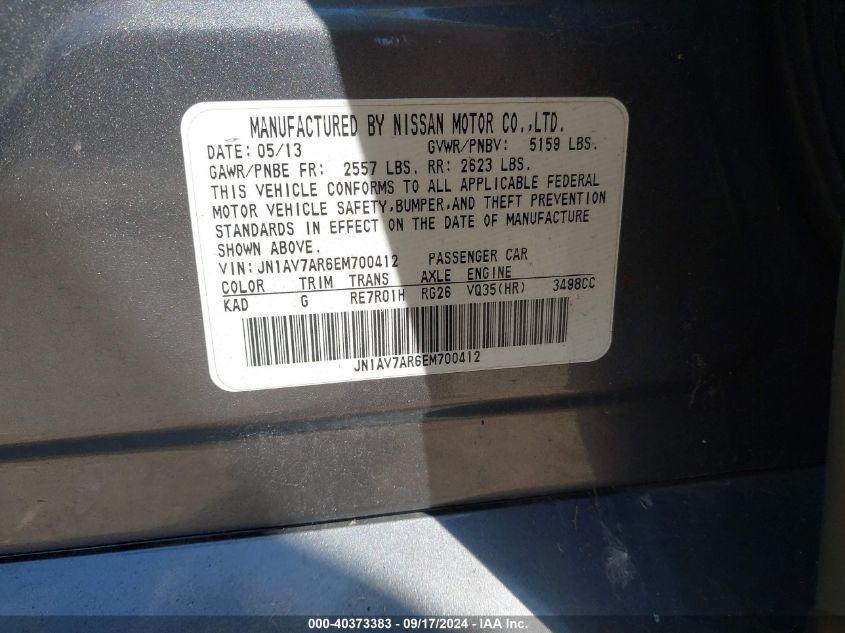 MANUFACTURED BY NISSAN MOTOR CO.,LTD.
DATE: 05/13 GVWR/PNBV: 5159 LBS.
GAWR/PNBE FR: 2557 LBS. RR: 2623 LBS.
THIS VEHICLE CONFORMS TO ALL APPLICABLE FEDERAL
MOTOR VEHICLE SAFETY,BUMPER,AND THEFT PREVENTION
STANDARDS IN EFFECT ON THE DATE OF MANUFACTURE
SHOWN ABOVE.
VIN: JN1AV7AR6EM700412 PASSENGER CAR
COLOR TRIM TRANS AXLE ENGINE
KAD G RE7R01H RG26 VQ35(HR) 3498CC
JN1AV7AR6EM700412
000-40373383 - 09/17/2024 - IAA Inc.